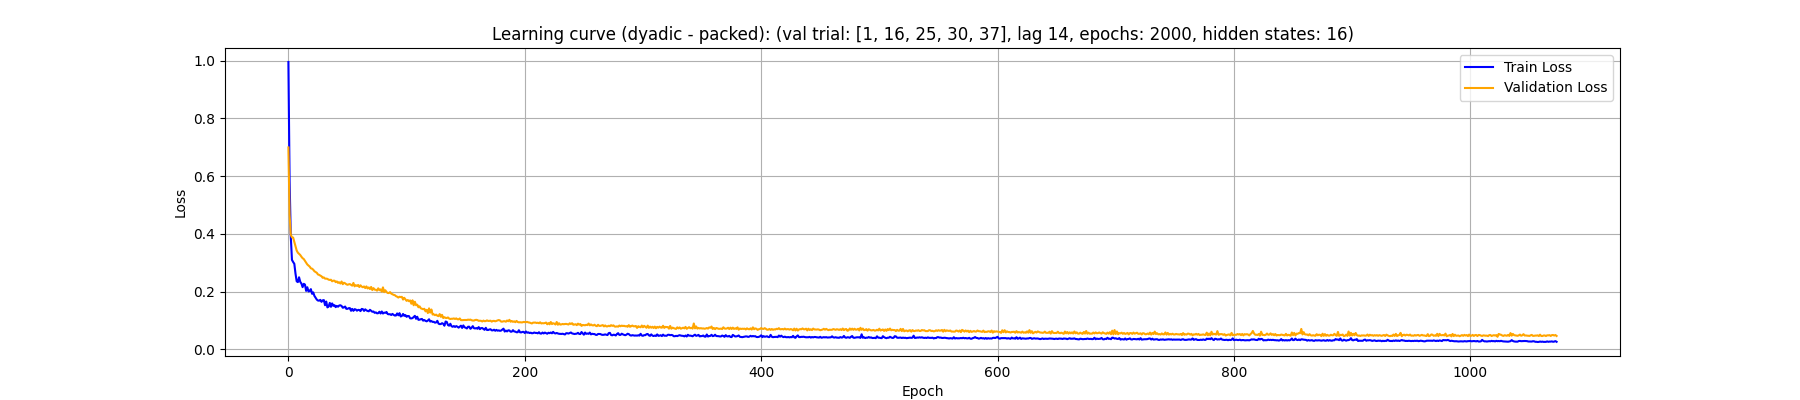 Learning curve (dyadic - packed): (val trial: [1, 16, 25, 30, 37], lag 14, epochs: 2000, hidden states: 16)
Train Loss
Validation Loss
Loss
1.0
0.8
0.6
0.4
0.2
0.0
0 200 400 600 800 1000
Epoch